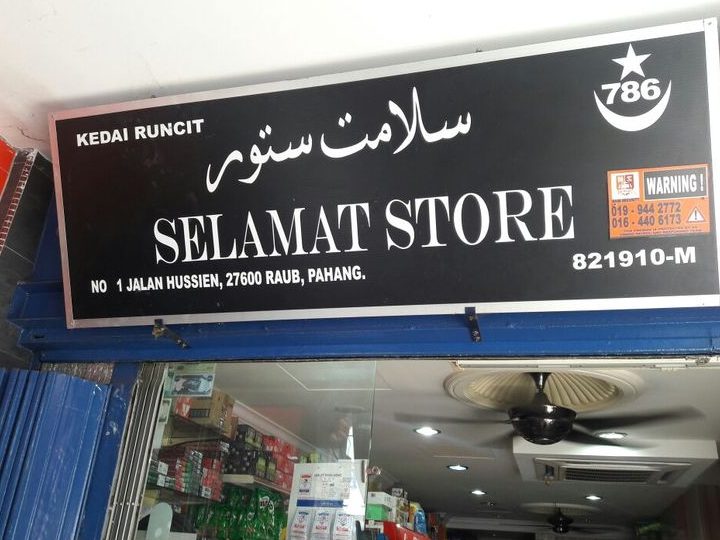 KEDAI RUNCIT
786
سلامت ستور
SELAMAT STORE
WARNING !
019 - 944 2772
016 - 440 6173
821910-M
NO 1 JALAN HUSSIEN, 27600 RAUB, PAHANG.